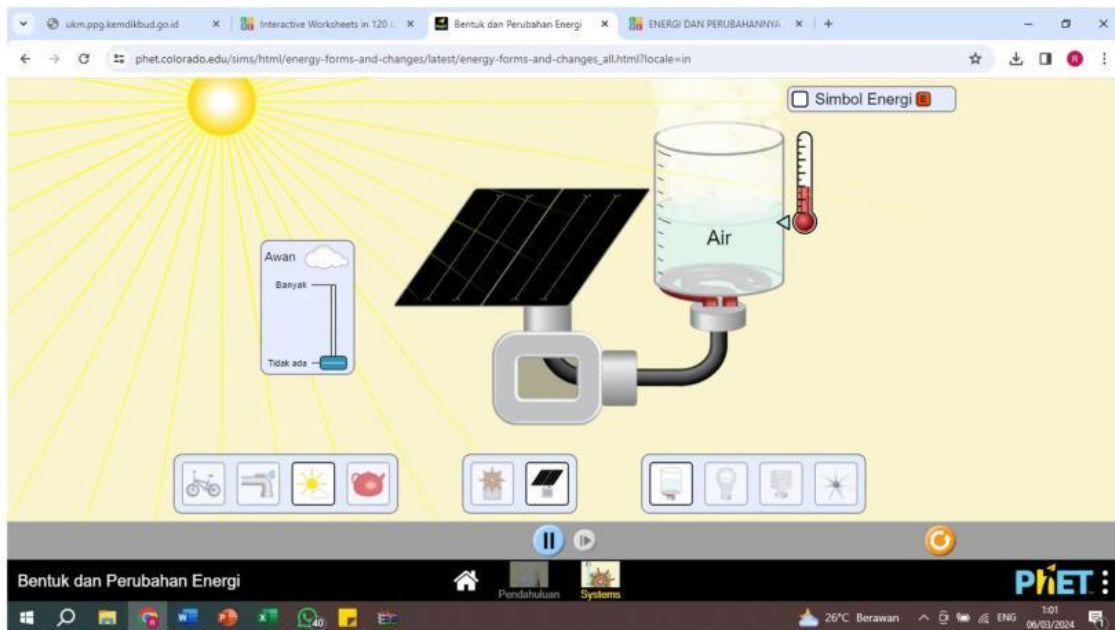 ukm.ppg.kemdikbud.go.id
Interactive Worksheets in 120 L
Bentuk dan Perubahan Energi
ENERGI DAN PERUBAHANNYA
phet.colorado.edu/sims/html/energy-forms-and-changes/latest/energy-forms-and-changes_all.html?locale=in
R
Simbol Energi E
Air
Awan
Banyak
Tidak ada
Bentuk dan Perubahan Energi
Pendahuluan
Systems
PhET
40
26°C Berawan
ENG
1:01
06/03/2024